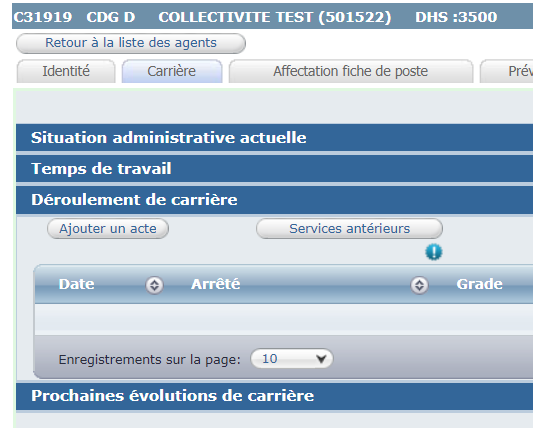 C31919 CDG D COLLECTIVITE TEST (501522) DHS :3500
Retour à la liste des agents
Identité Carrière Affectation fiche de poste
Situation administrative actuelle
Temps de travail
Déroulement de carrière
Ajouter un acte Services antérieurs
Date Arrêté Grade
Enregistrements sur la page: 10
Prochaines évolutions de carrière